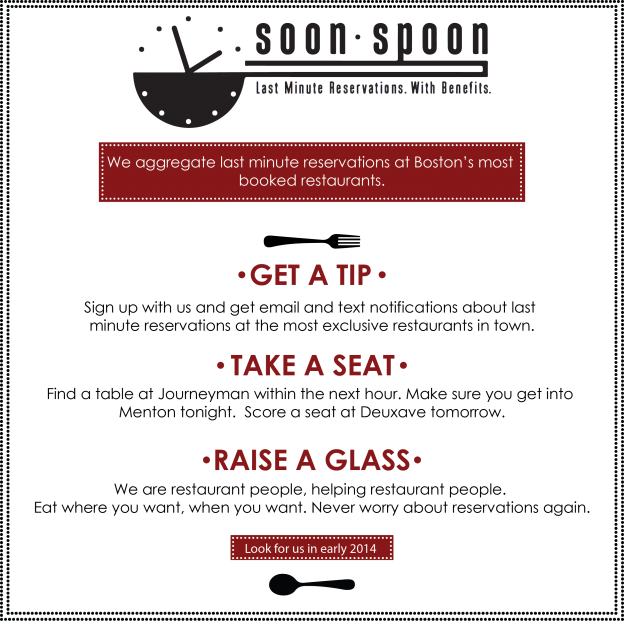 soon·spoon
Last Minute Reservations. With Benefits.
We aggregate last minute reservations at Boston's most
booked restaurants.
• GET A TIP •
Sign up with us and get email and text notifications about last
minute reservations at the most exclusive restaurants in town.
• TAKE A SEAT •
Find a table at Journeyman within the next hour. Make sure you get into
Menton tonight. Score a seat at Deuxave tomorrow.
• RAISE A GLASS •
We are restaurant people, helping restaurant people.
Eat where you want, when you want. Never worry about reservations again.
Look for us in early 2014